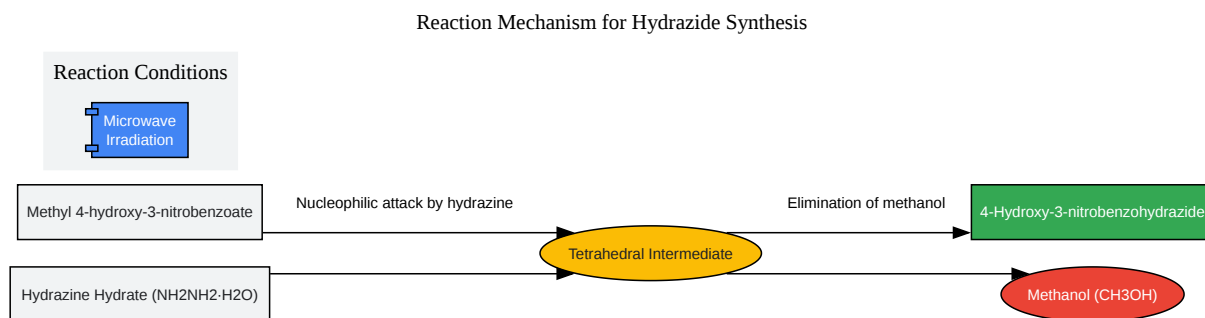 Reaction Mechanism for Hydrazide Synthesis
Reaction Conditions
Microwave
Irradiation
Methyl 4-hydroxy-3-nitrobenzoate
Nucleophilic attack by hydrazine
Elimination of methanol
4-Hydroxy-3-nitrobenzohydrazide
Tetrahedral Intermediate
Hydrazine Hydrate (NH2NH2·H2O)
Methanol (CH3OH)